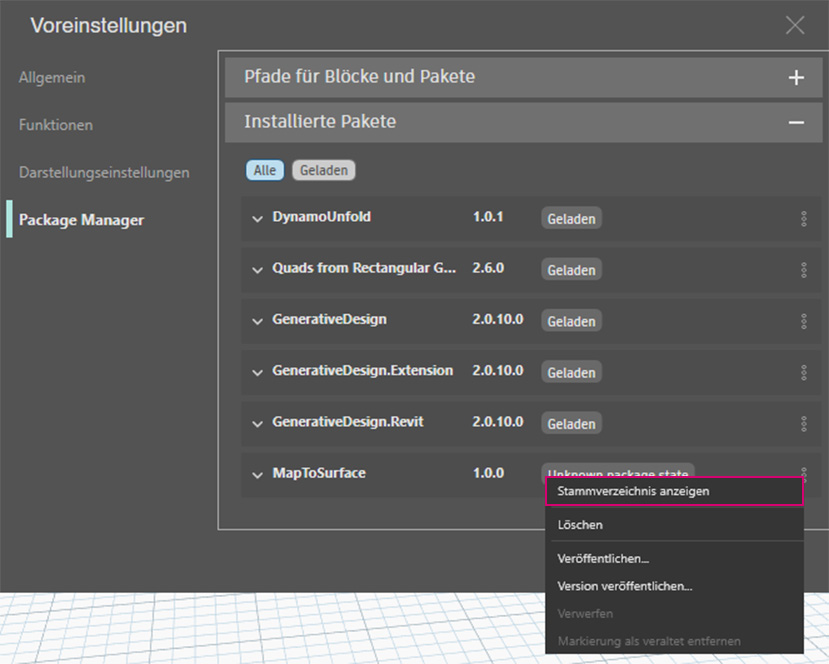 Voreinstellungen
Allgemein
Funktionen
Darstellungseinstellungen
Package Manager
Pfade für Blöcke und Pakete
Installierte Pakete
Alle Geladen
DynamoUnfold 1.0.1 Geladen
Quads from Rectangular G... 2.6.0 Geladen
GenerativeDesign 2.0.10.0 Geladen
GenerativeDesign.Extension 2.0.10.0 Geladen
GenerativeDesign.Revit 2.0.10.0 Geladen
MapToSurface 1.0.0 Unknown package state
Stammverzeichnis anzeigen
Löschen
Veröffentlichen...
Version veröffentlichen...
Verwerfen
Markierung als veraltet entfernen